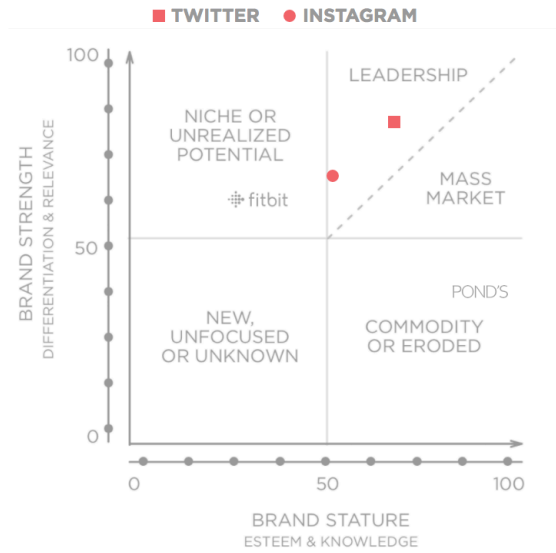 TWITTER INSTAGRAM
100
LEADERSHIP
NICHE OR
UNREALIZED
POTENTIAL
fitbit
MASS
MARKET
BRAND STRENGTH
DIFFERENTIATION & RELEVANCE
50
POND'S
NEW,
UNFOCUSED
OR UNKNOWN
COMMODITY
OR ERODED
0
0 50 100
BRAND STATURE
ESTEEM & KNOWLEDGE